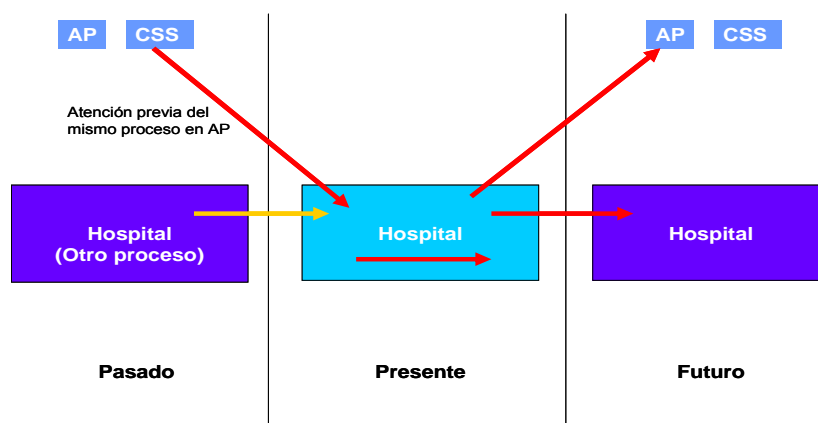 AP CSS
AP CSS
Atención previa del
mismo proceso en AP
Hospital
(Otro proceso)
Hospital
Hospital
Pasado
Presente
Futuro